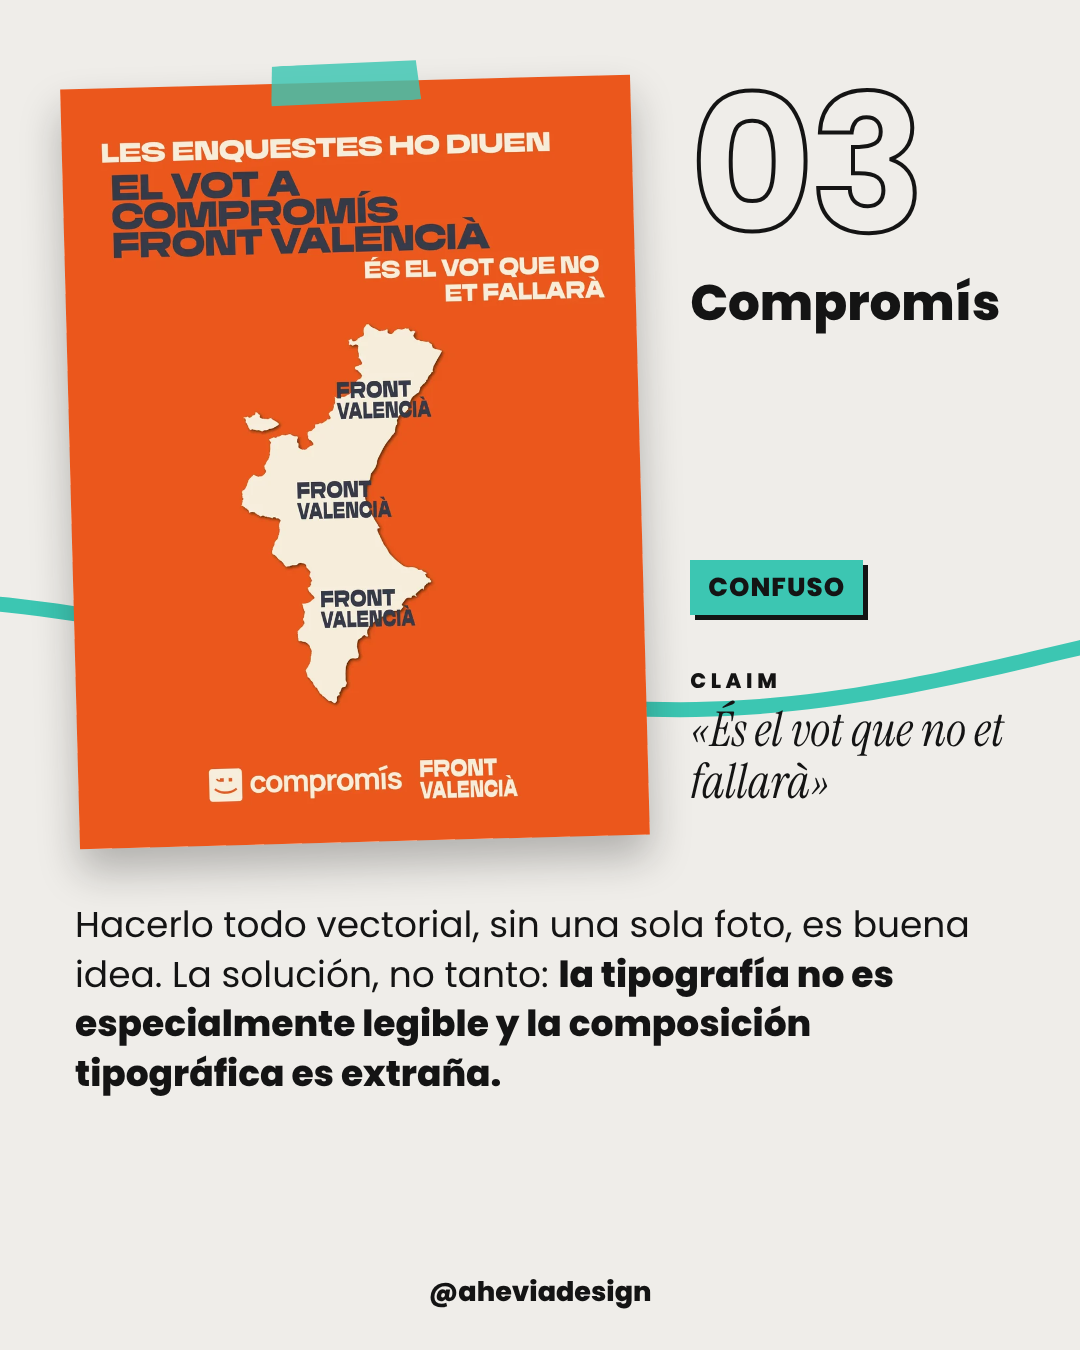 LES ENQUESTES HO DIUEN
EL VOT A
COMPROMÍS
FRONT VALENCIÀ
ÉS EL VOT QUE NO
ET FALLARÀ
FRONT
VALENCIÀ
FRONT
VALENCIÀ
FRONT
VALENCIÀ
compromís
FRONT
VALENCIÀ
03
Compromís
CONFUSO
CLAIM
«És el vot que no et
fallarà»
Hacerlo todo vectorial, sin una sola foto, es buena
idea. La solución, no tanto: la tipografía no es
especialmente legible y la composición
tipográfica es extraña.
@aheviadesign